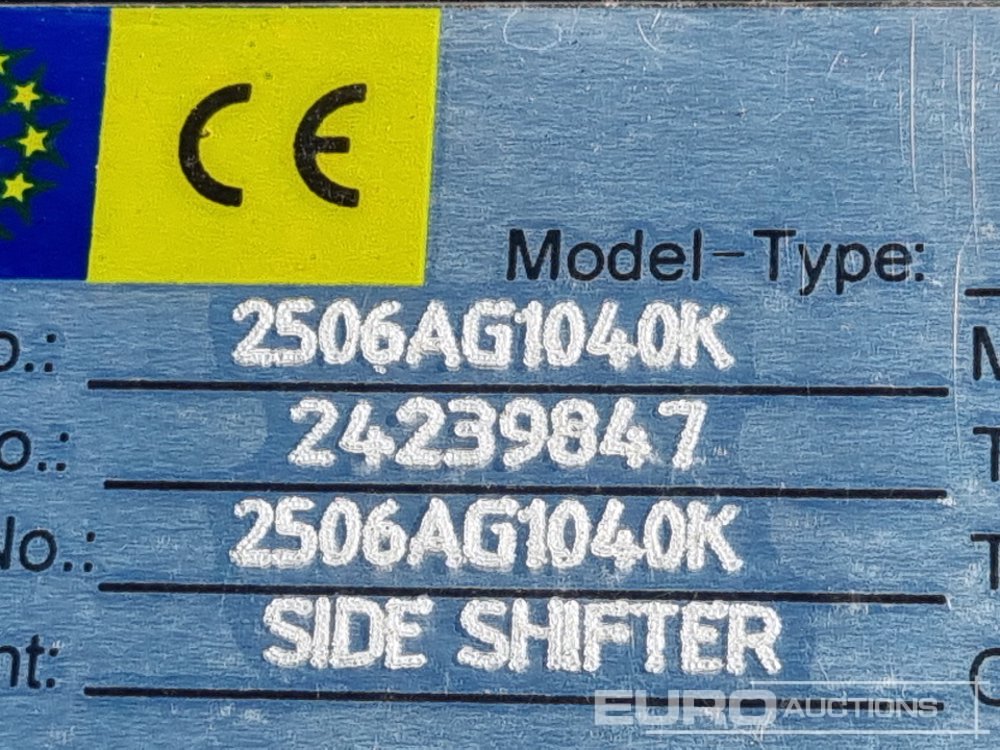 CE
Model-Type:
o.: 2506AG1040K
o.: 24239847
No.: 2506AG1040K
nt: SIDE SHIFTER
EURO AUCTIONS